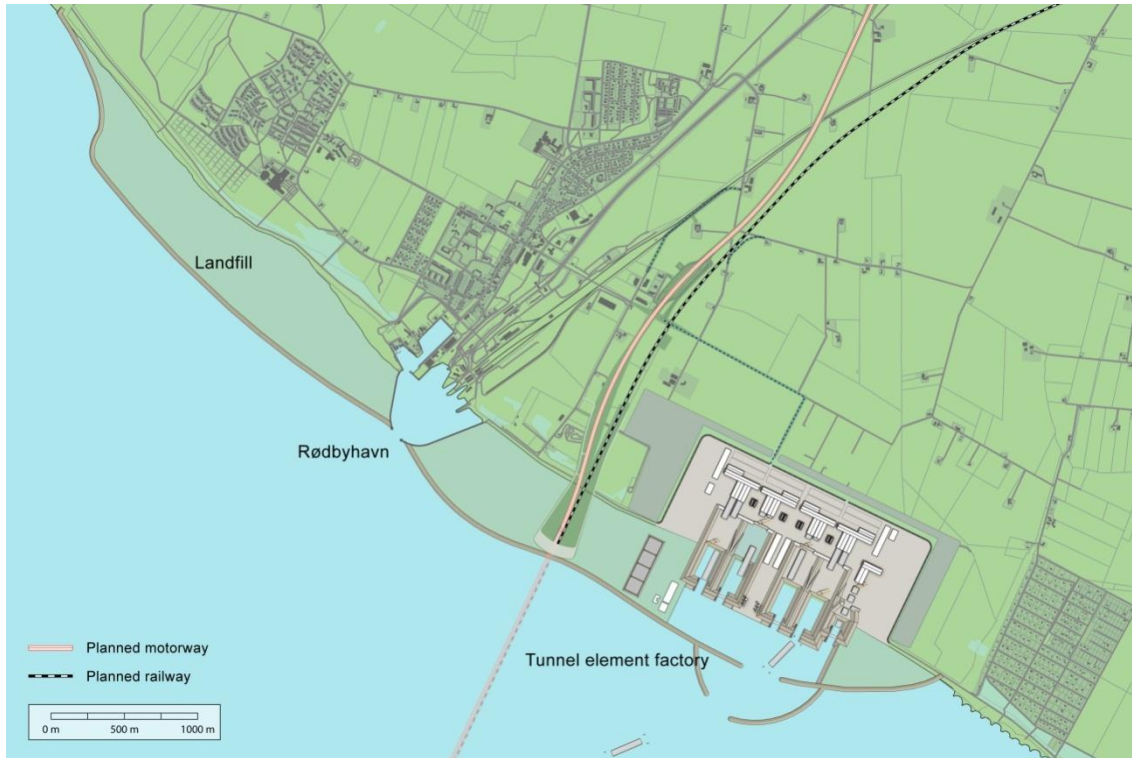 Landfill
Rødbyhavn
Tunnel element factory
Planned motorway
Planned railway
0 m 500 m 1000 m